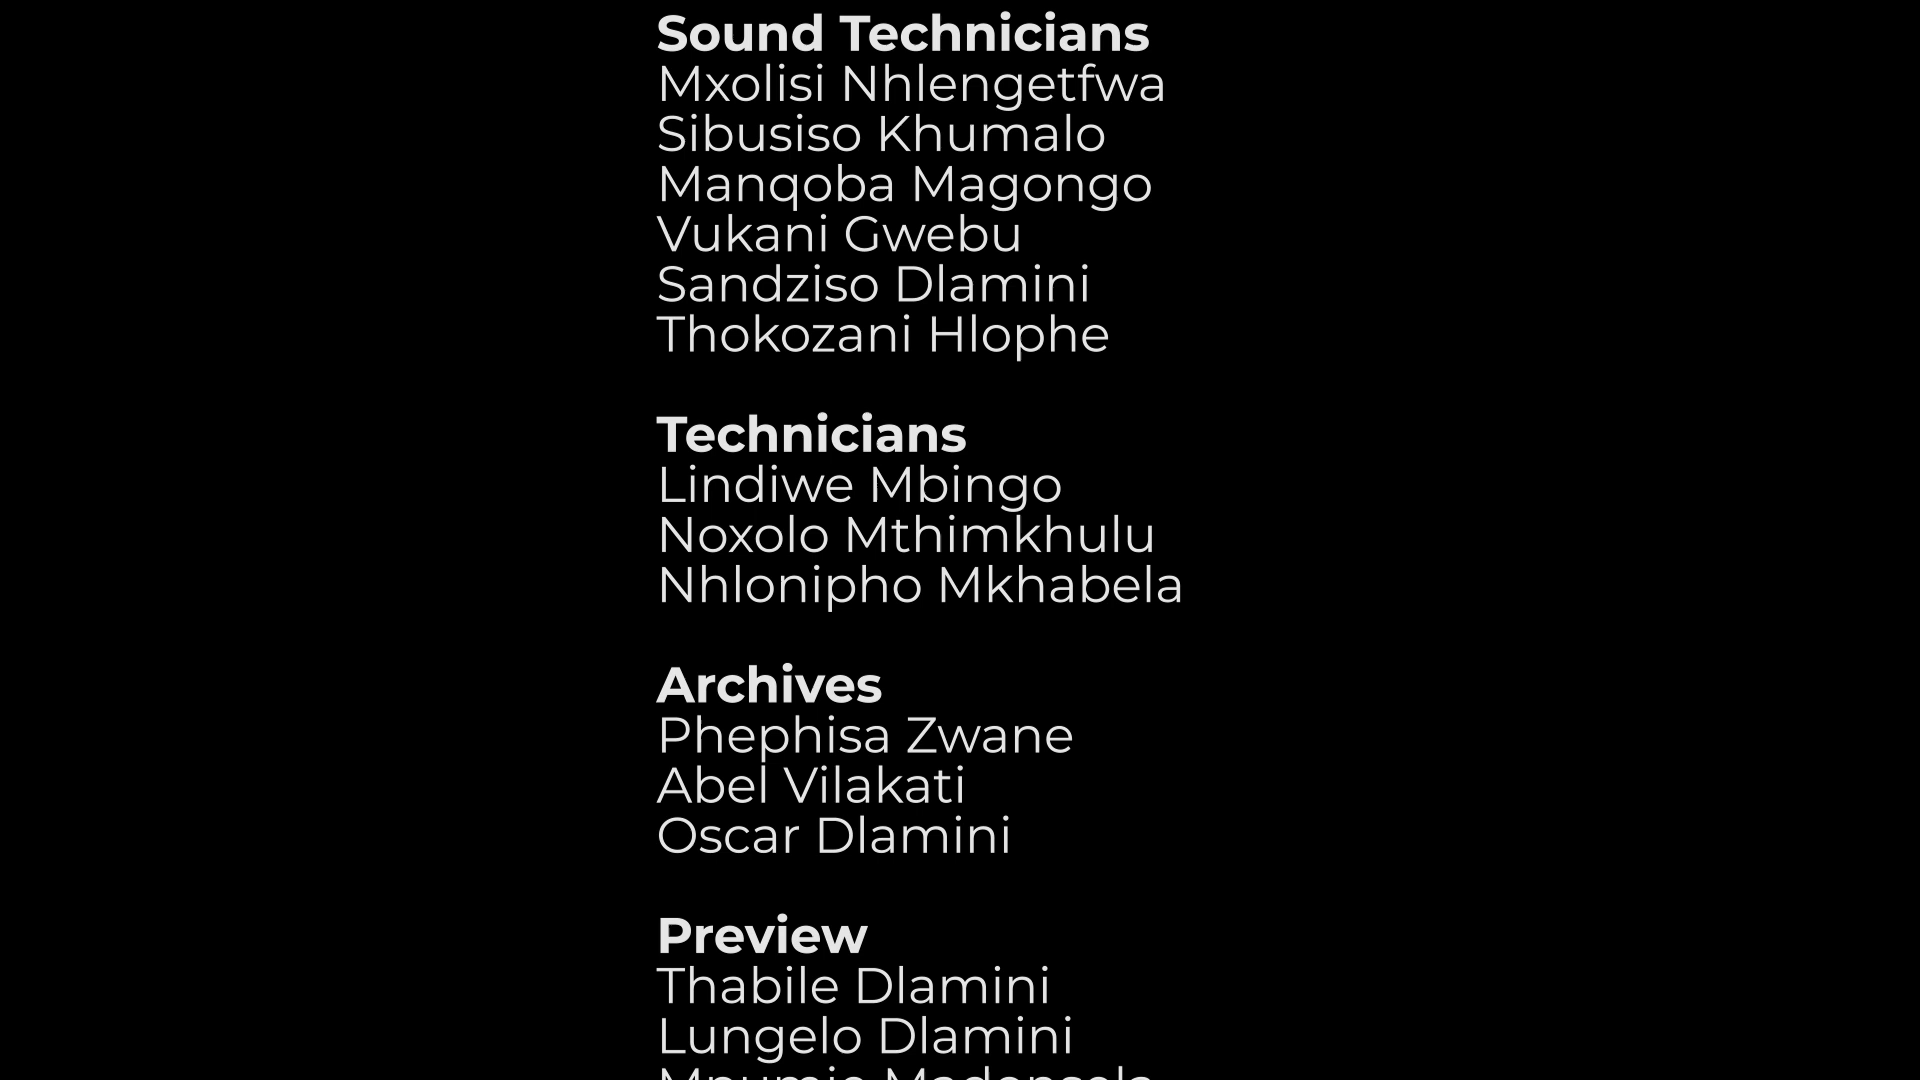 Sound Technicians
Mxolisi Nhlengetfwa
Sibusiso Khumalo
Manqoba Magongo
Vukani Gwebu
Sandziso Dlamini
Thokozani Hlophe
Technicians
Lindiwe Mbingo
Noxolo Mthimkhulu
Nhlonipho Mkhabela
Archives
Phephisa Zwane
Abel Vilakati
Oscar Dlamini
Preview
Thabile Dlamini
Lungelo Dlamini